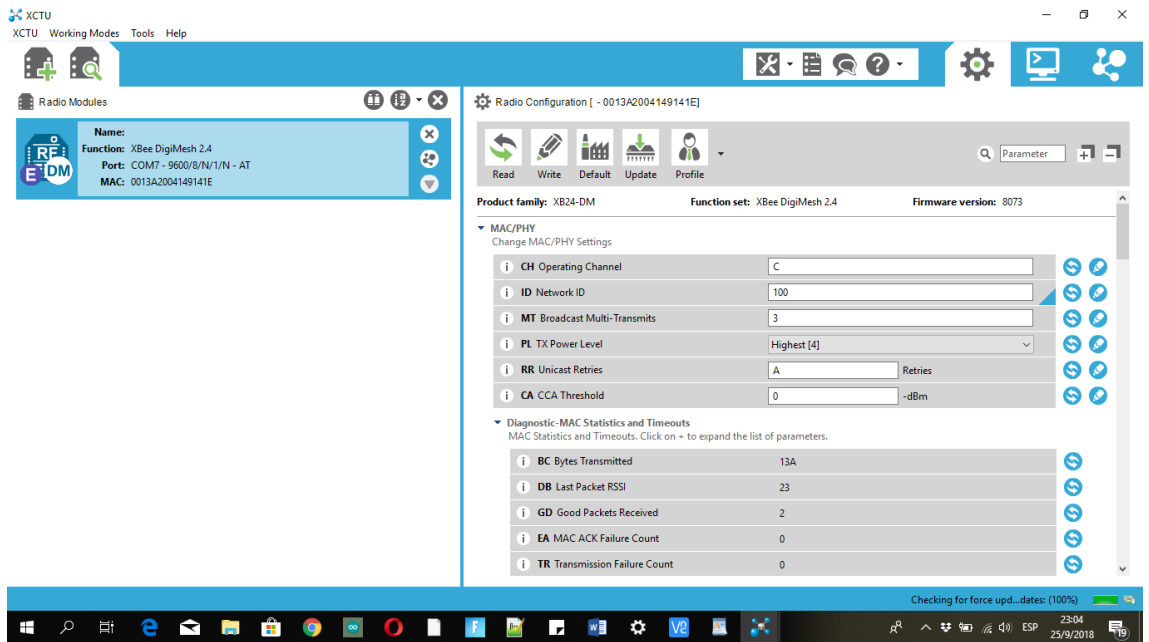 XCTU
XCTU Working Modes Tools Help
Radio Modules
Name:
Function: XBee DigiMesh 2.4
Port: COM7 - 9600/8/N/1/N - AT
MAC: 0013A2004149141E
RF
E DM
Radio Configuration [ - 0013A2004149141E]
Read Write Default Update Profile
Parameter
Product family: XB24-DM Function set: XBee DigiMesh 2.4 Firmware version: 8073
MAC/PHY
Change MAC/PHY Settings
i CH Operating Channel C
i ID Network ID 100
i MT Broadcast Multi-Transmits 3
i PL TX Power Level Highest [4]
i RR Unicast Retries A Retries
i CA CCA Threshold 0 -dBm
Diagnostic-MAC Statistics and Timeouts
MAC Statistics and Timeouts. Click on + to expand the list of parameters.
i BC Bytes Transmitted 13A
i DB Last Packet RSSI 23
i GD Good Packets Received 2
i EA MAC ACK Failure Count 0
i TR Transmission Failure Count 0
Checking for force upd...dates: (100%)
ESP
23:04
25/9/2018
19